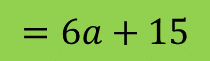 = 6a + 15